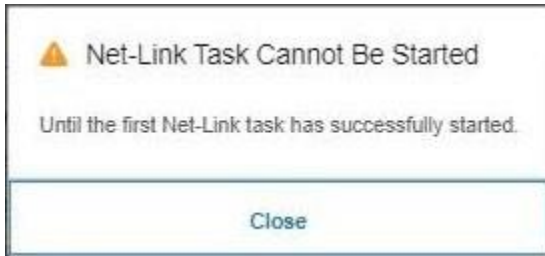 Net-Link Task Cannot Be Started
Until the first Net-Link task has successfully started.
Close